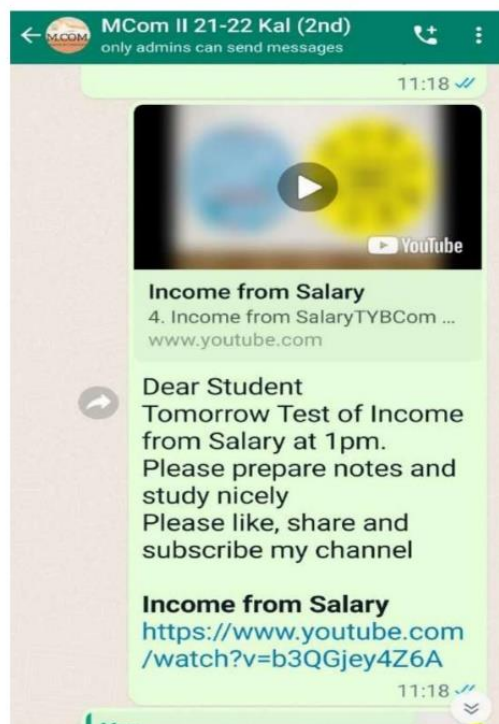 MCom II 21-22 Kal (2nd)
only admins can send messages
M.COM
11:18
YouTube
Income from Salary
4. Income from SalaryTYBCom ...
www.youtube.com
Dear Student
Tomorrow Test of Income
from Salary at 1pm.
Please prepare notes and
study nicely
Please like, share and
subscribe my channel
Income from Salary
https://www.youtube.com
/watch?v=b3QGjey4Z6A
11:18